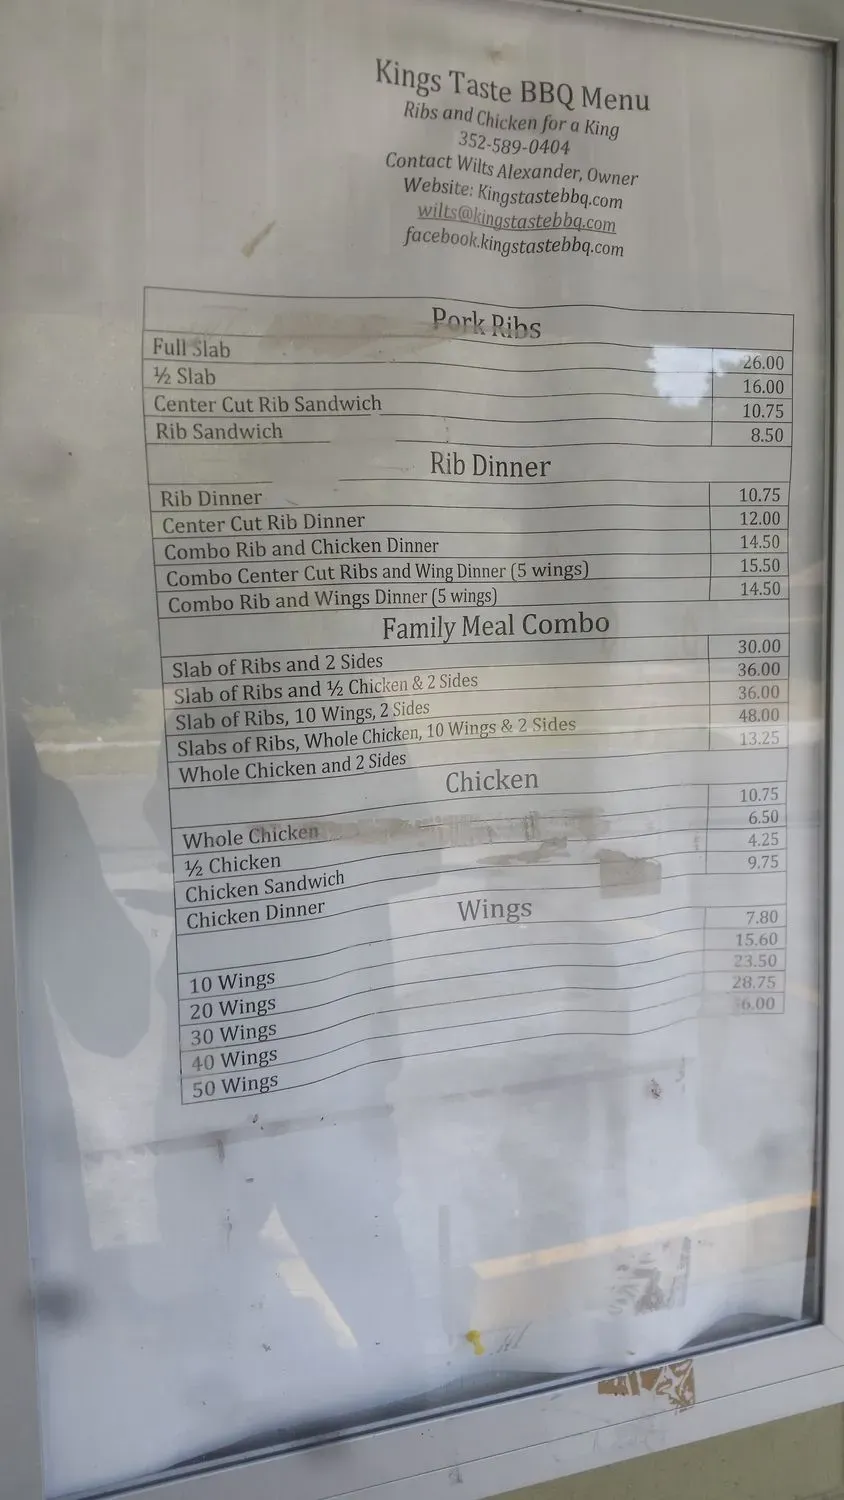 Kings Taste BBQ Menu
Ribs and Chicken for a King
352-589-0404
Contact Wilts Alexander, Owner
Website: Kingstastebbq.com
wilts@kingstastebbq.com
facebook.kingstastebbq.com
Pork Ribs
Full Slab 26.00
½ Slab 16.00
Center Cut Rib Sandwich 10.75
Rib Sandwich 8.50
Rib Dinner
Rib Dinner 10.75
Center Cut Rib Dinner 12.00
Combo Rib and Chicken Dinner 14.50
Combo Center Cut Ribs and Wing Dinner (5 wings) 15.50
Combo Rib and Wings Dinner (5 wings) 14.50
Family Meal Combo
Slab of Ribs and 2 Sides 30.00
Slab of Ribs and ½ Chicken & 2 Sides 36.00
Slab of Ribs, 10 Wings, 2 Sides 36.00
Slabs of Ribs, Whole Chicken, 10 Wings & 2 Sides 48.00
Whole Chicken and 2 Sides 13.25
Chicken
Whole Chicken 10.75
½ Chicken 6.50
Chicken Sandwich 4.25
Chicken Dinner 9.75
Wings
10 Wings 7.80
20 Wings 15.60
30 Wings 23.50
40 Wings 28.75
50 Wings